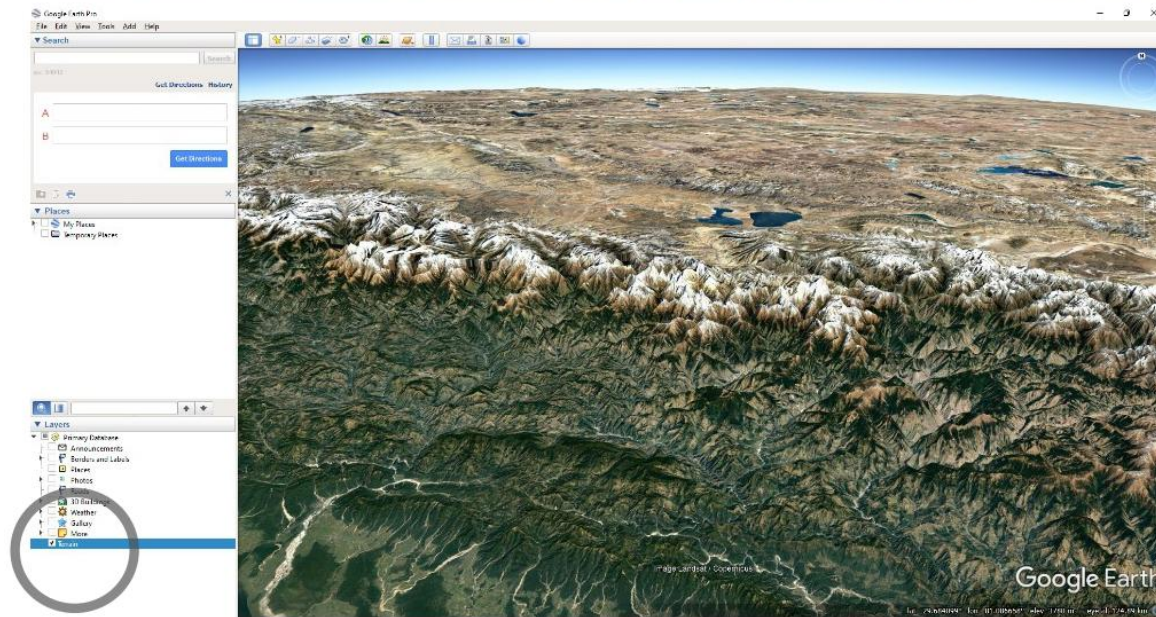 Google Earth Pro
File Edit View Tools Add Help
Search
Search
Get Directions History
A
B
Get Directions
Places
My Places
Temporary Places
Layers
Primary Database
Announcements
Borders and Labels
Places
Photos
Roads
3D Buildings
Weather
Gallery
More
Terrain
Image Landsat / Copernicus
Google Earth